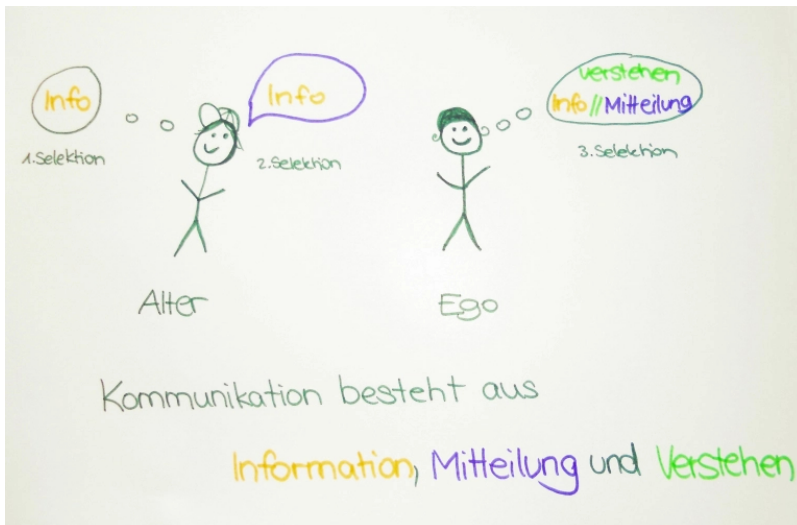 Info
1. Selektion
Info
2. Selektion
verstehen
Info//Mitteilung
3. Selektion
Alter
Ego
Kommunikation besteht aus
Information, Mitteilung und Verstehen